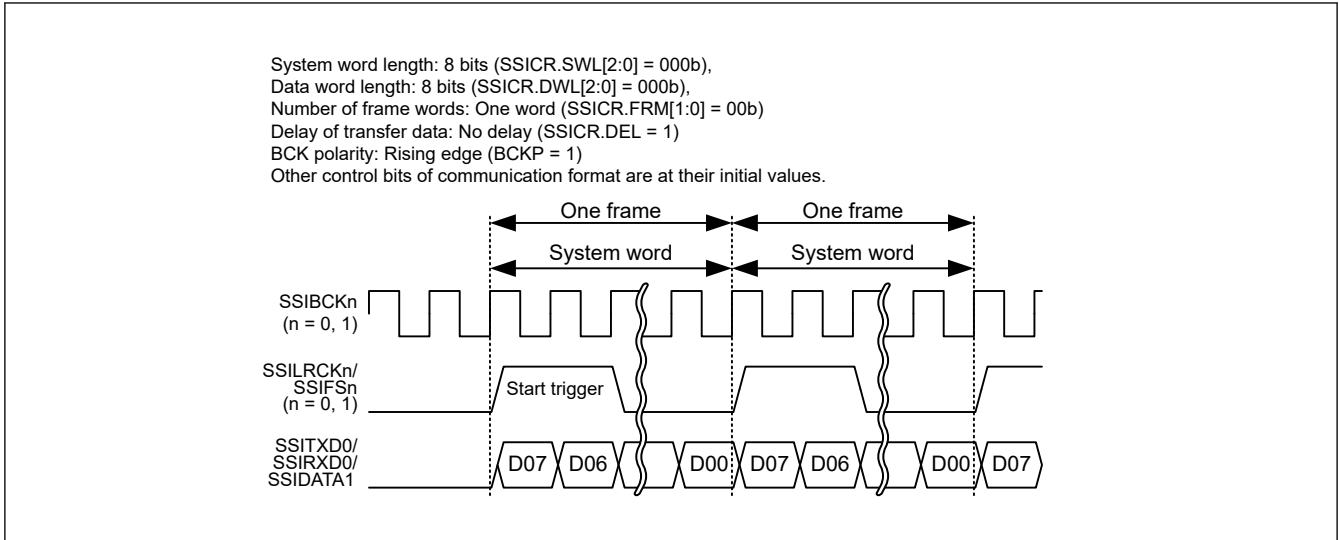 System word length: 8 bits (SSICR.SWL[2:0] = 000b),
Data word length: 8 bits (SSICR.DWL[2:0] = 000b),
Number of frame words: One word (SSICR.FRM[1:0] = 00b)
Delay of transfer data: No delay (SSICR.DEL = 1)
BCK polarity: Rising edge (BCKP = 1)
Other control bits of communication format are at their initial values.
One frame One frame
System word System word
SSIBCKn
(n = 0, 1)
SSILRCKn/
SSIFSn
(n = 0, 1)
Start trigger
SSITXD0/
SSIRXD0/
SSIDATA1
D07 D06 D00 D07 D06 D00 D07